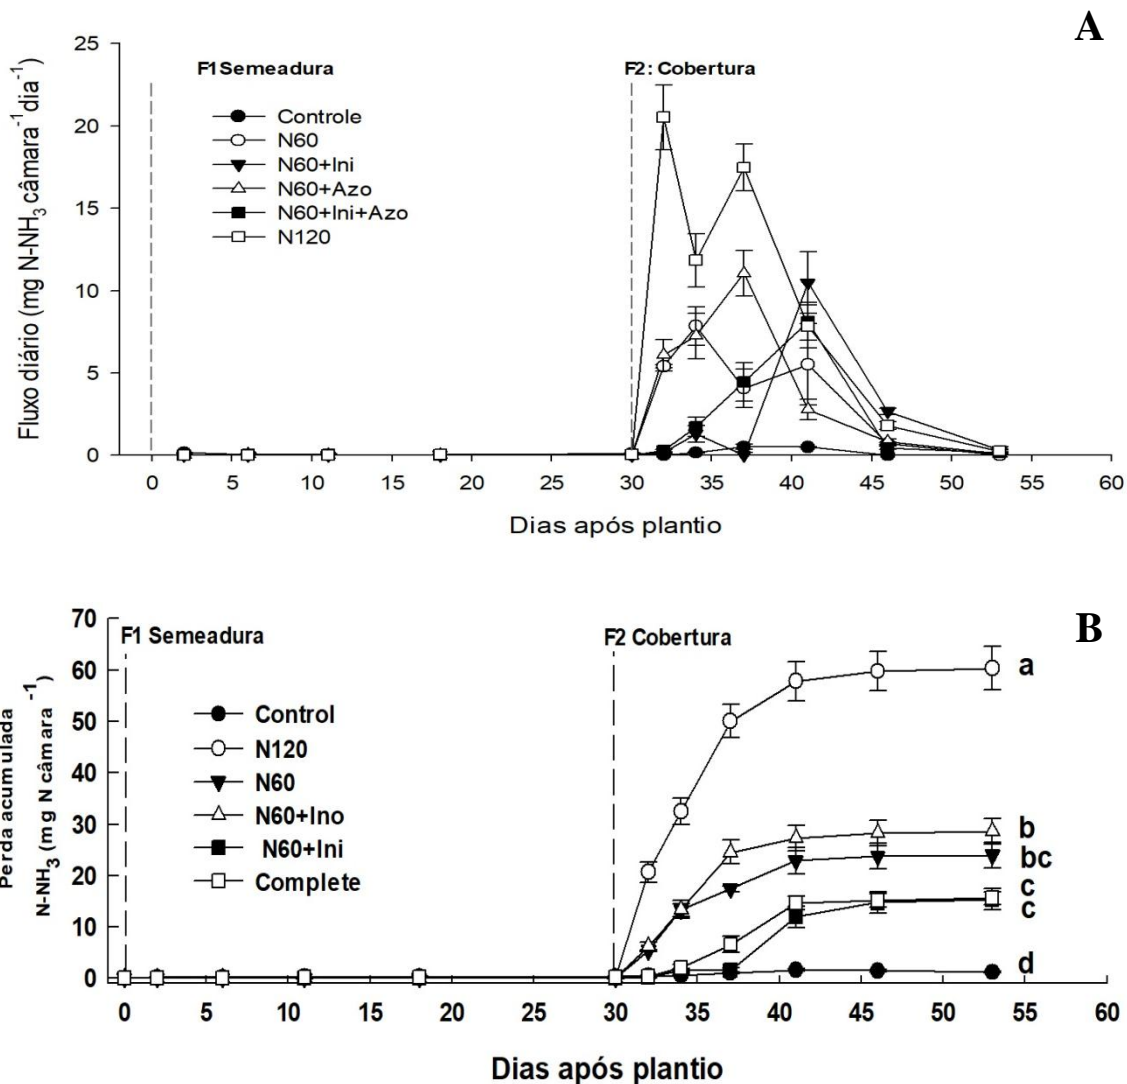 A
F1Semeadura
F2: Cobertura
Controle
N60
N60+Ini
N60+Azo
N60+Ini+Azo
N120
Fluxo diário (mg N-NH3 câmara-1dia-1)
25
20
15
10
5
0
0 5 10 15 20 25 30 35 40 45 50 55 60
Dias após plantio
B
F1 Semeadura
F2 Cobertura
Control
N120
N60
N60+Ino
N60+Ini
Complete
Perda acumulada
N-NH3 (mg N câmara -1)
70
60
50
40
30
20
10
0
a
b
bc
c
c
d
0 5 10 15 20 25 30 35 40 45 50 55 60
Dias após plantio